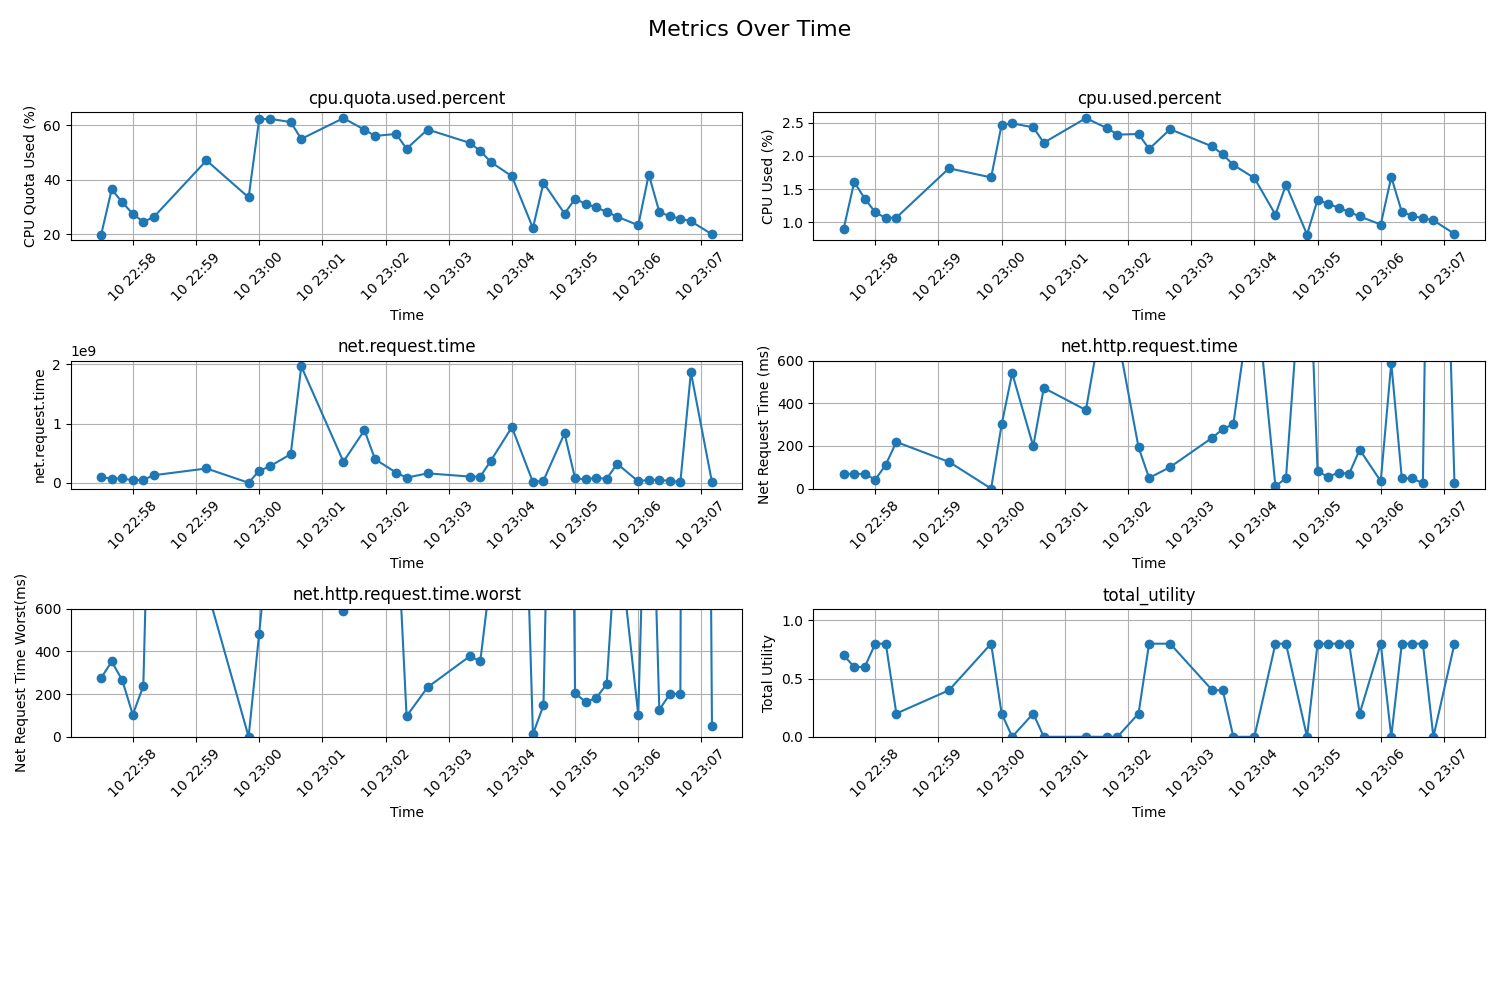 Metrics Over Time
cpu.quota.used.percent
CPU Quota Used (%)
60
40
20
10 22:58 10 22:59 10 23:00 10 23:01 10 23:02 10 23:03 10 23:04 10 23:05 10 23:06 10 23:07
Time
cpu.used.percent
CPU Used (%)
2.5
2.0
1.5
1.0
10 22:58 10 22:59 10 23:00 10 23:01 10 23:02 10 23:03 10 23:04 10 23:05 10 23:06 10 23:07
Time
net.request.time
1e9
net.request.time
2
1
0
10 22:58 10 22:59 10 23:00 10 23:01 10 23:02 10 23:03 10 23:04 10 23:05 10 23:06 10 23:07
Time
net.http.request.time
Net Request Time (ms)
600
400
200
0
10 22:58 10 22:59 10 23:00 10 23:01 10 23:02 10 23:03 10 23:04 10 23:05 10 23:06 10 23:07
Time
net.http.request.time.worst
Net Request Time Worst(ms)
600
400
200
0
10 22:58 10 22:59 10 23:00 10 23:01 10 23:02 10 23:03 10 23:04 10 23:05 10 23:06 10 23:07
Time
total_utility
Total Utility
1.0
0.5
0.0
10 22:58 10 22:59 10 23:00 10 23:01 10 23:02 10 23:03 10 23:04 10 23:05 10 23:06 10 23:07
Time